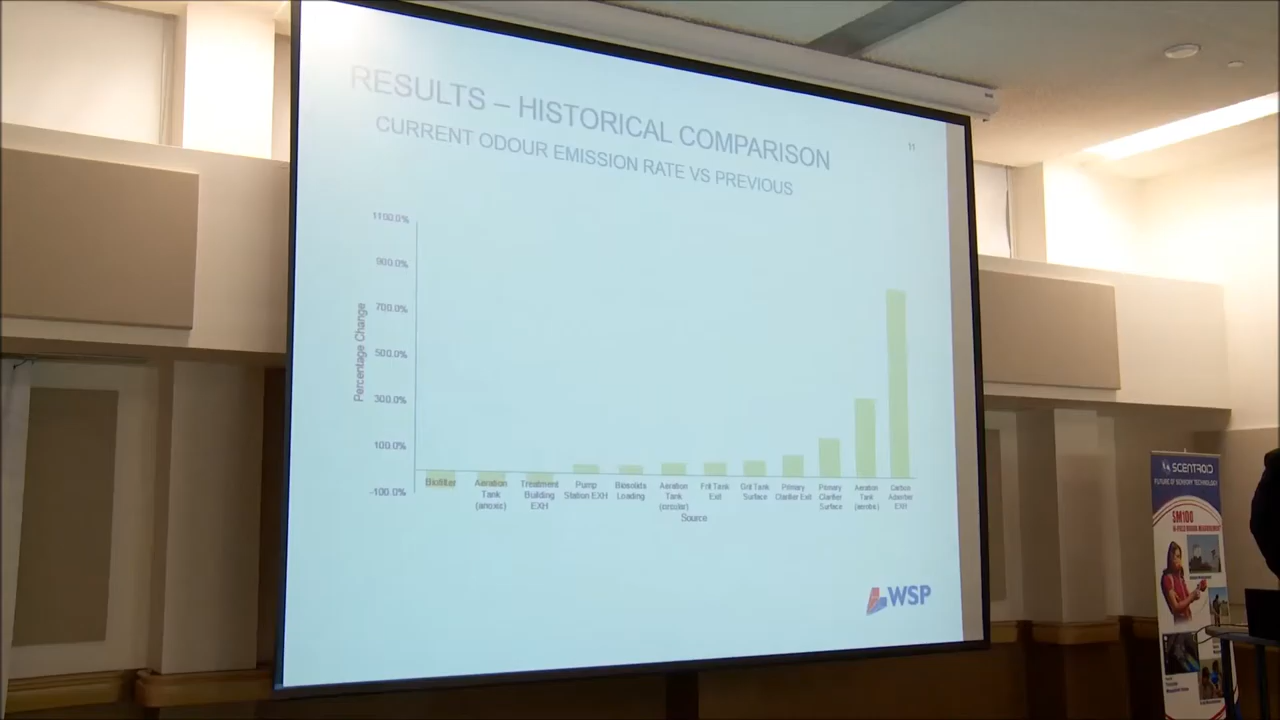 RESULTS – HISTORICAL COMPARISON
11
CURRENT ODOUR EMISSION RATE VS PREVIOUS
1100.0%
900.0%
700.0%
500.0%
300.0%
100.0%
-100.0%
Percentage Change
Biofilter
Aeration
Tank
(anoxic)
Treatment
Building
EXH
Pump
Station EXH
Biosolids
Loading
Aeration
Tank
(circular)
Grit Tank
Surface
Primary
Clarifier Exit
Primary
Clarifier
Surface
Aeration
Tank
(aerobic)
Carbon
Adsorber
EXH
Source
WSP
SCENTROID
FUTURE OF SENSORY TECHNOLOGY
SM100